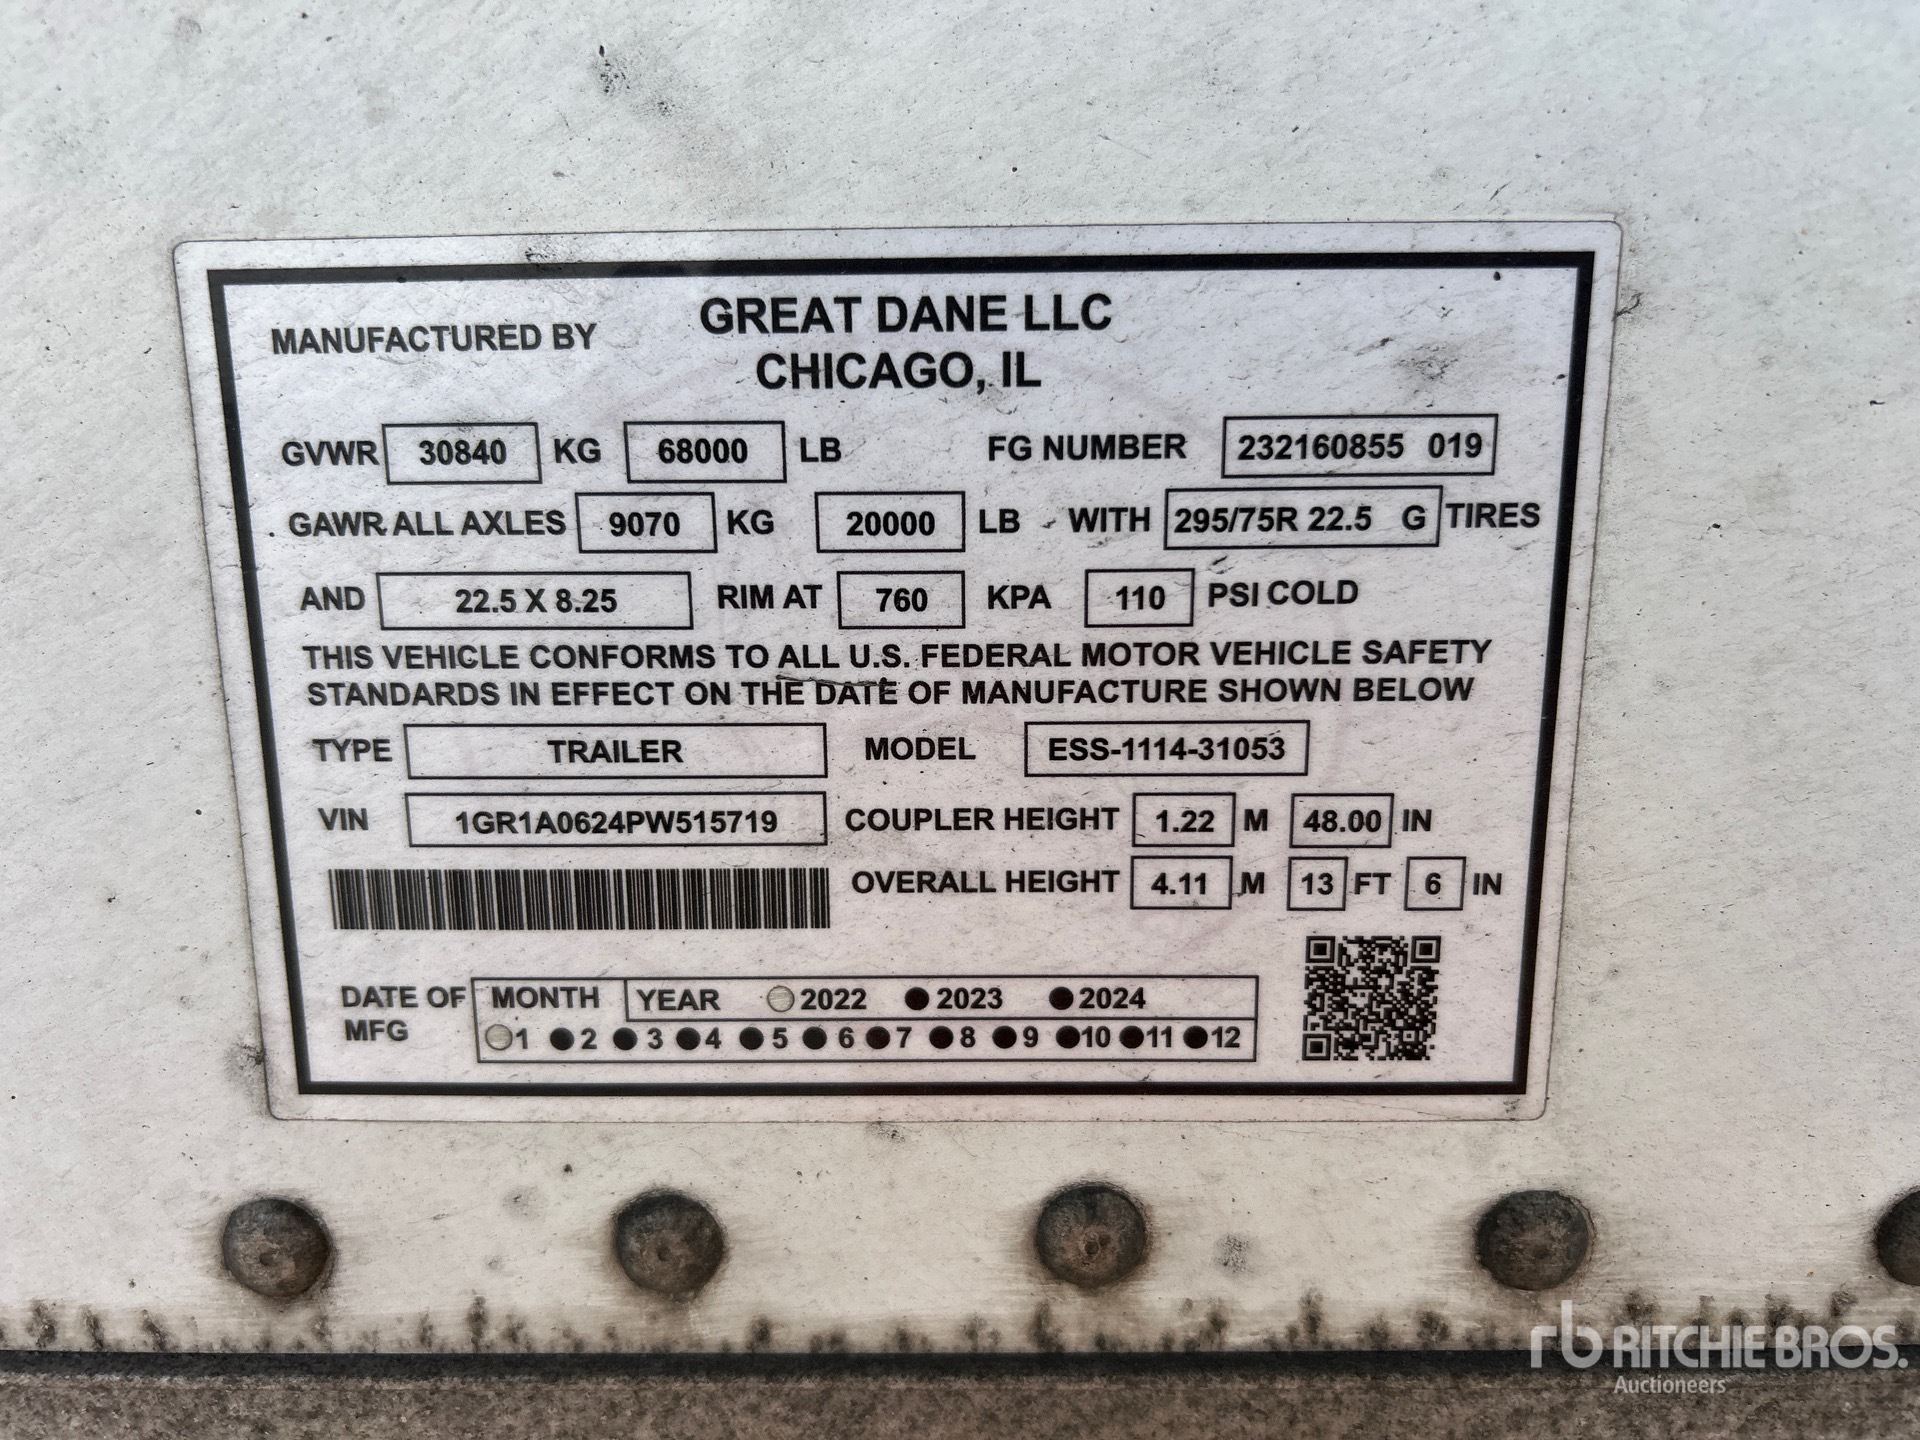 MANUFACTURED BY GREAT DANE LLC
CHICAGO, IL
GVWR 30840 KG 68000 LB FG NUMBER 232160855 019
GAWR ALL AXLES 9070 KG 20000 LB WITH 295/75R 22.5 G TIRES
AND 22.5 X 8.25 RIM AT 760 KPA 110 PSI COLD
THIS VEHICLE CONFORMS TO ALL U.S. FEDERAL MOTOR VEHICLE SAFETY
STANDARDS IN EFFECT ON THE DATE OF MANUFACTURE SHOWN BELOW
TYPE TRAILER MODEL ESS-1114-31053
VIN 1GR1A0624PW515719 COUPLER HEIGHT 1.22 M 48.00 IN
OVERALL HEIGHT 4.11 M 13 FT 6 IN
DATE OF MFG MONTH YEAR 2022 2023 2024
1 2 3 4 5 6 7 8 9 10 11 12
rb RITCHIE BROS.
Auctioneers